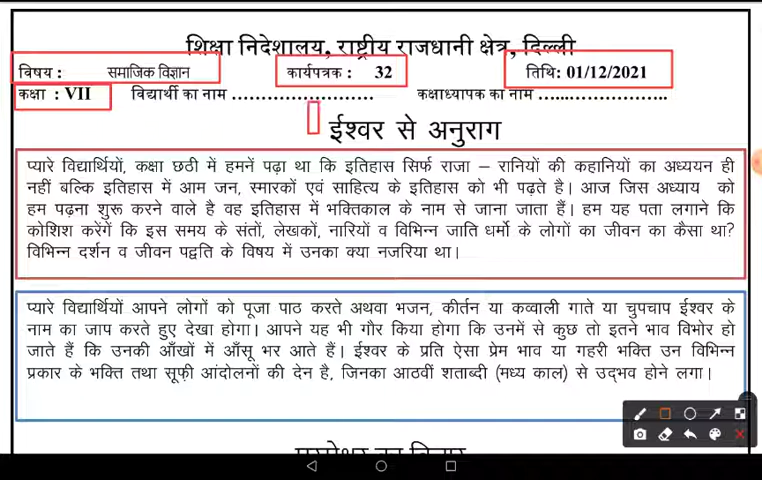 शिक्षा निदेशालय, राष्ट्रीय राजधानी क्षेत्र, दिल्ली
विषय : समाजिक विज्ञान कार्यपत्रक : 32 तिथि: 01/12/2021
कक्षा : VII विद्यार्थी का नाम ........................ कक्षाध्यापक का नाम ........................
ईश्वर से अनुराग
प्यारे विद्यार्थियों, कक्षा छठी में हमनें पढ़ा था कि इतिहास सिर्फ राजा – रानियों की कहानियों का अध्ययन ही
नहीं बल्कि इतिहास में आम जन, स्मारकों एवं साहित्य के इतिहास को भी पढ़ते है। आज जिस अध्याय को
हम पढ़ना शुरू करने वाले है वह इतिहास में भक्तिकाल के नाम से जाना जाता हैं। हम यह पता लगाने कि
कोशिश करेंगें कि इस समय के संतों, लेखकों, नारियों व विभिन्न जाति धर्मो के लोगों का जीवन का कैसा था?
विभिन्न दर्शन व जीवन पद्वति के विषय में उनका क्या नजरिया था।
प्यारे विद्यार्थियों आपने लोगों को पूजा पाठ करते अथवा भजन, कीर्तन या कव्वाली गाते या चुपचाप ईश्वर के
नाम का जाप करते हुए देखा होगा। आपने यह भी गौर किया होगा कि उनमें से कुछ तो इतने भाव विभोर हो
जाते हैं कि उनकी आँखों में आँसू भर आते हैं। ईश्वर के प्रति ऐसा प्रेम भाव या गहरी भक्ति उन विभिन्न
प्रकार के भक्ति तथा सूफ़ी आंदोलनों की देन है, जिनका आठवीं शताब्दी (मध्य काल) से उद्भव होने लगा।